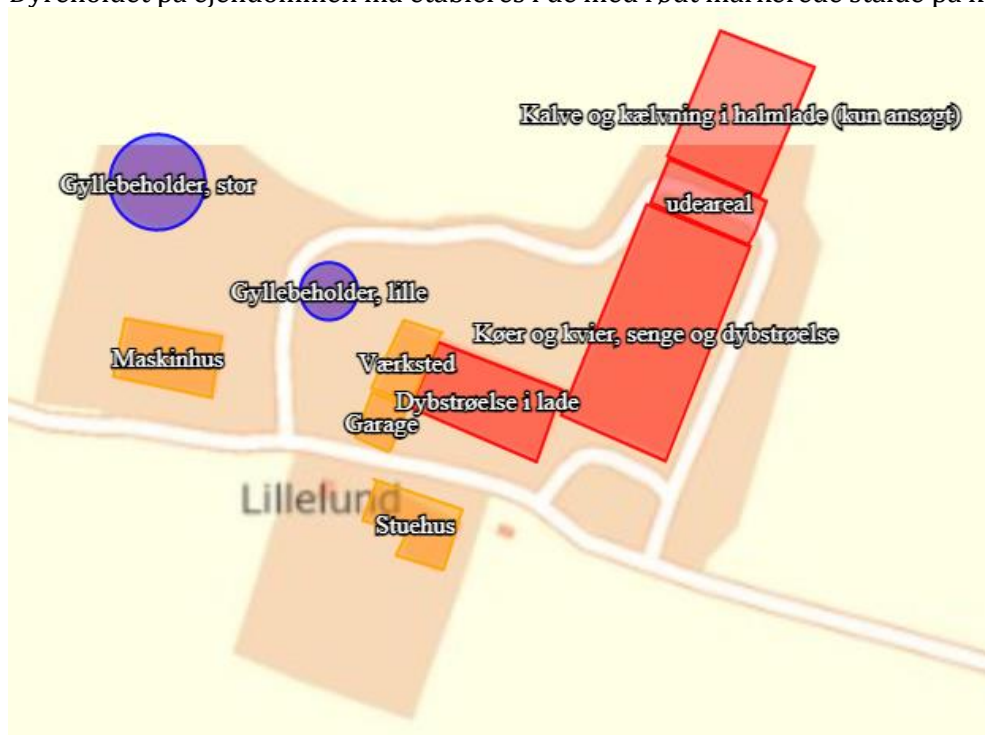 Dyreholdet på ejendommen må etableres i de med rødt markerede stalde på
Kalve og kælvning i halmlade (kun ansøgt)
Gyllebeholder, stor
udeareal
Gyllebeholder, lille
Køer og kvier, senge og dybstrøelse
Maskinhus
Værksted
Dybstrøelse i lade
Garage
Lillelund
Stuehus